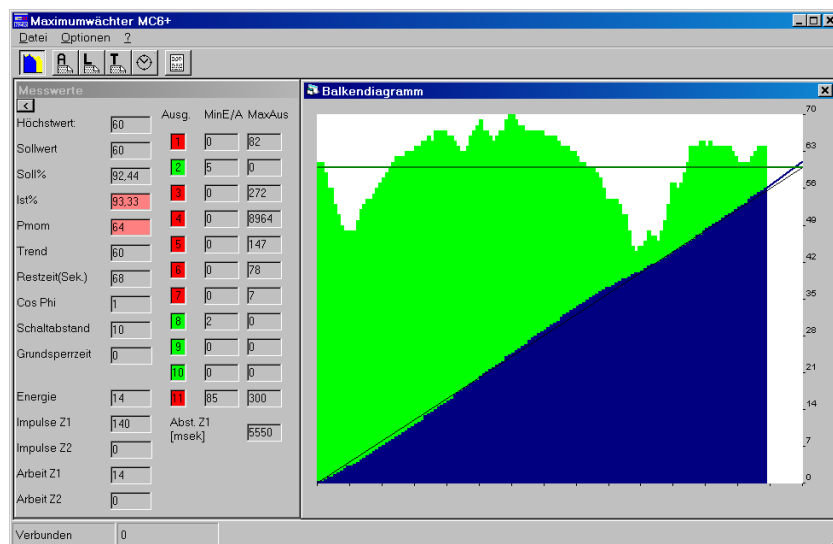 Maximumwächter MC6+
Datei Optionen ?
A L T
Messwerte
<
Höchstwert: 60
Sollwert 60
Soll% 92,44
Ist% 93,33
Pmom 64
Trend 60
Restzeit(Sek.) 68
Cos Phi 1
Schaltabstand 10
Grundsperrzeit 0
Energie 14
Impulse Z1 140
Impulse Z2 0
Arbeit Z1 14
Arbeit Z2 0
Ausg. MinE/A MaxAus
1 0 82
2 5 0
3 0 272
4 0 8964
5 0 147
6 0 78
7 0 7
8 2 0
9 0 0
10 0 0
11 85 300
Abst. Z1
[msek] 5550
Balkendiagramm
70
63
56
42
35
28
21
14
7
0
Verbunden 0